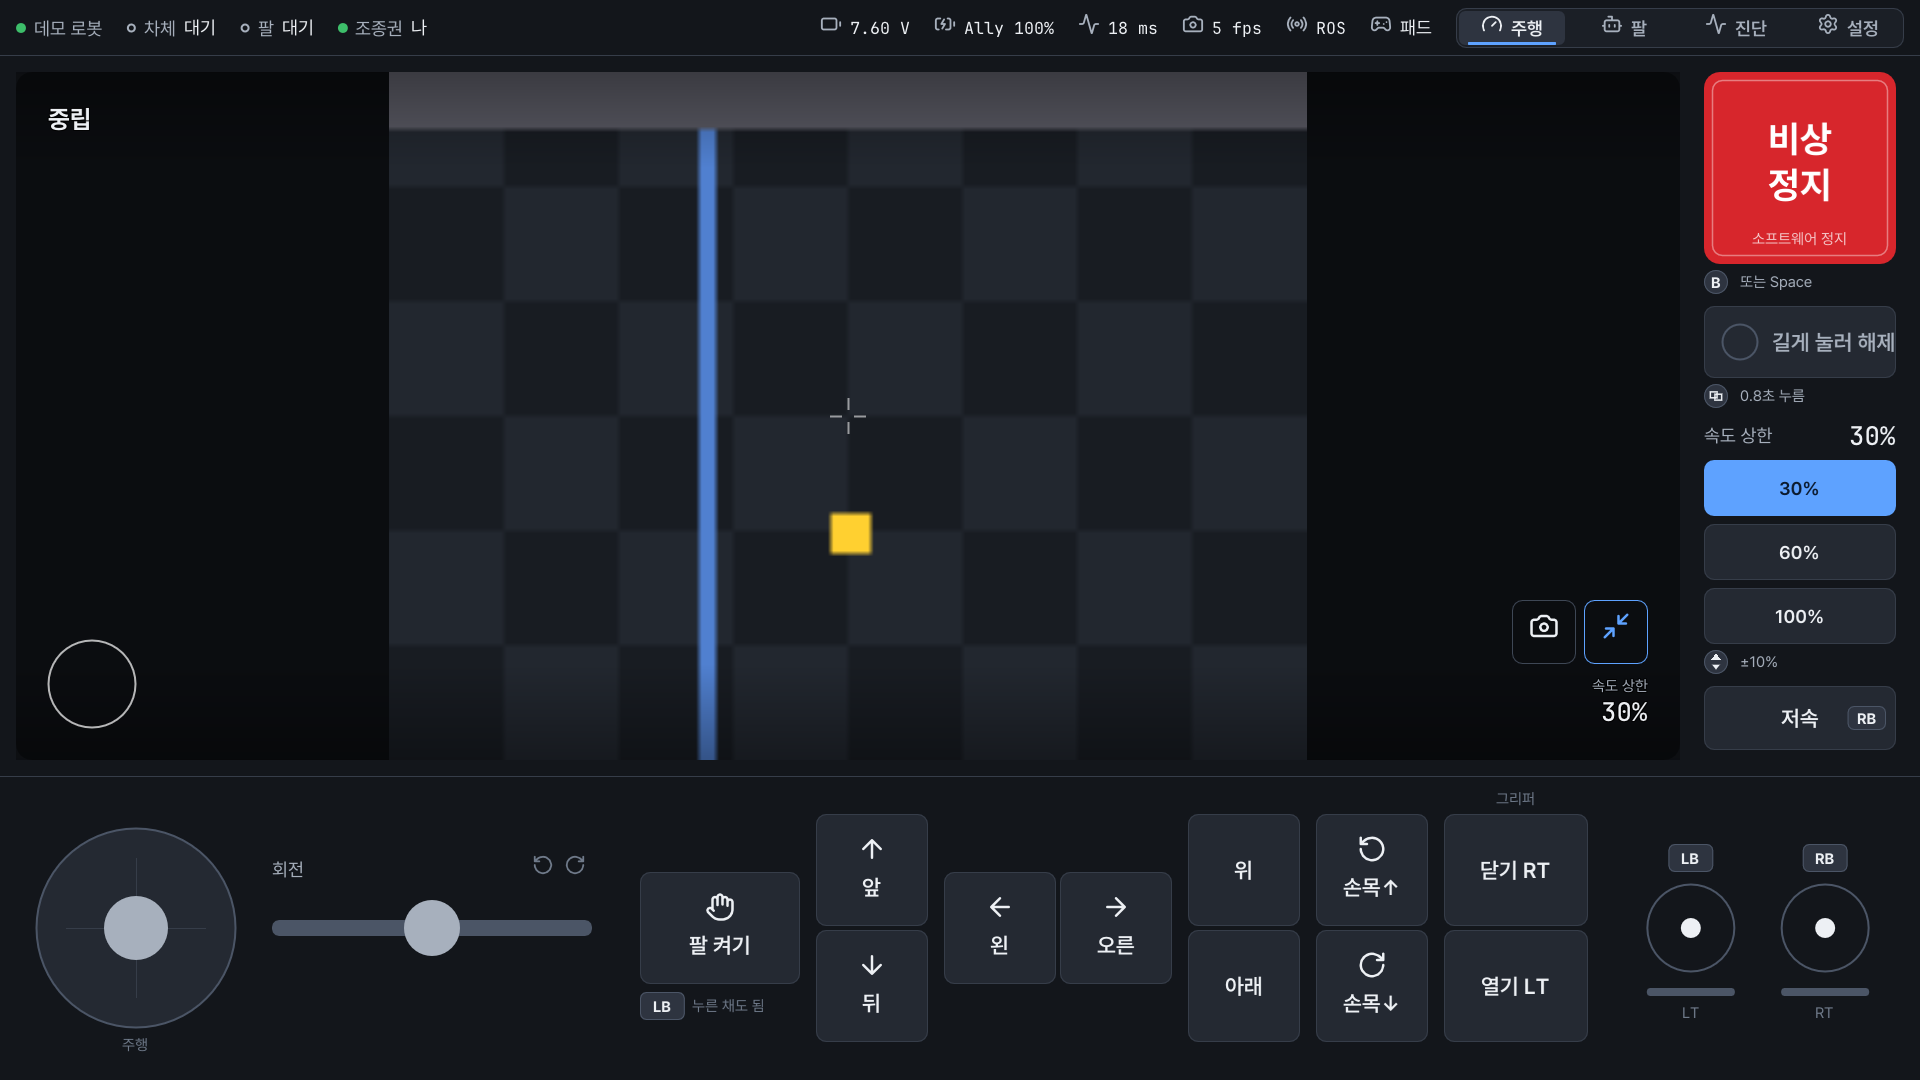 데모 로봇 차체 대기 팔 대기 조종권 나 7.60 V Ally 100% 18 ms 5 fps ROS 패드 주행 팔 진단 설정
중립
비상
정지
소프트웨어 정지
B 또는 Space
길게 눌러 해제
0.8초 누름
속도 상한 30%
30%
60%
100%
±10%
저속 RB
속도 상한
30%
주행
회전
팔 켜기
LB 누른 채도 됨
앞
뒤
왼
오른
위
아래
손목↑
손목↓
그리퍼
닫기 RT
열기 LT
LB
LT
RB
RT